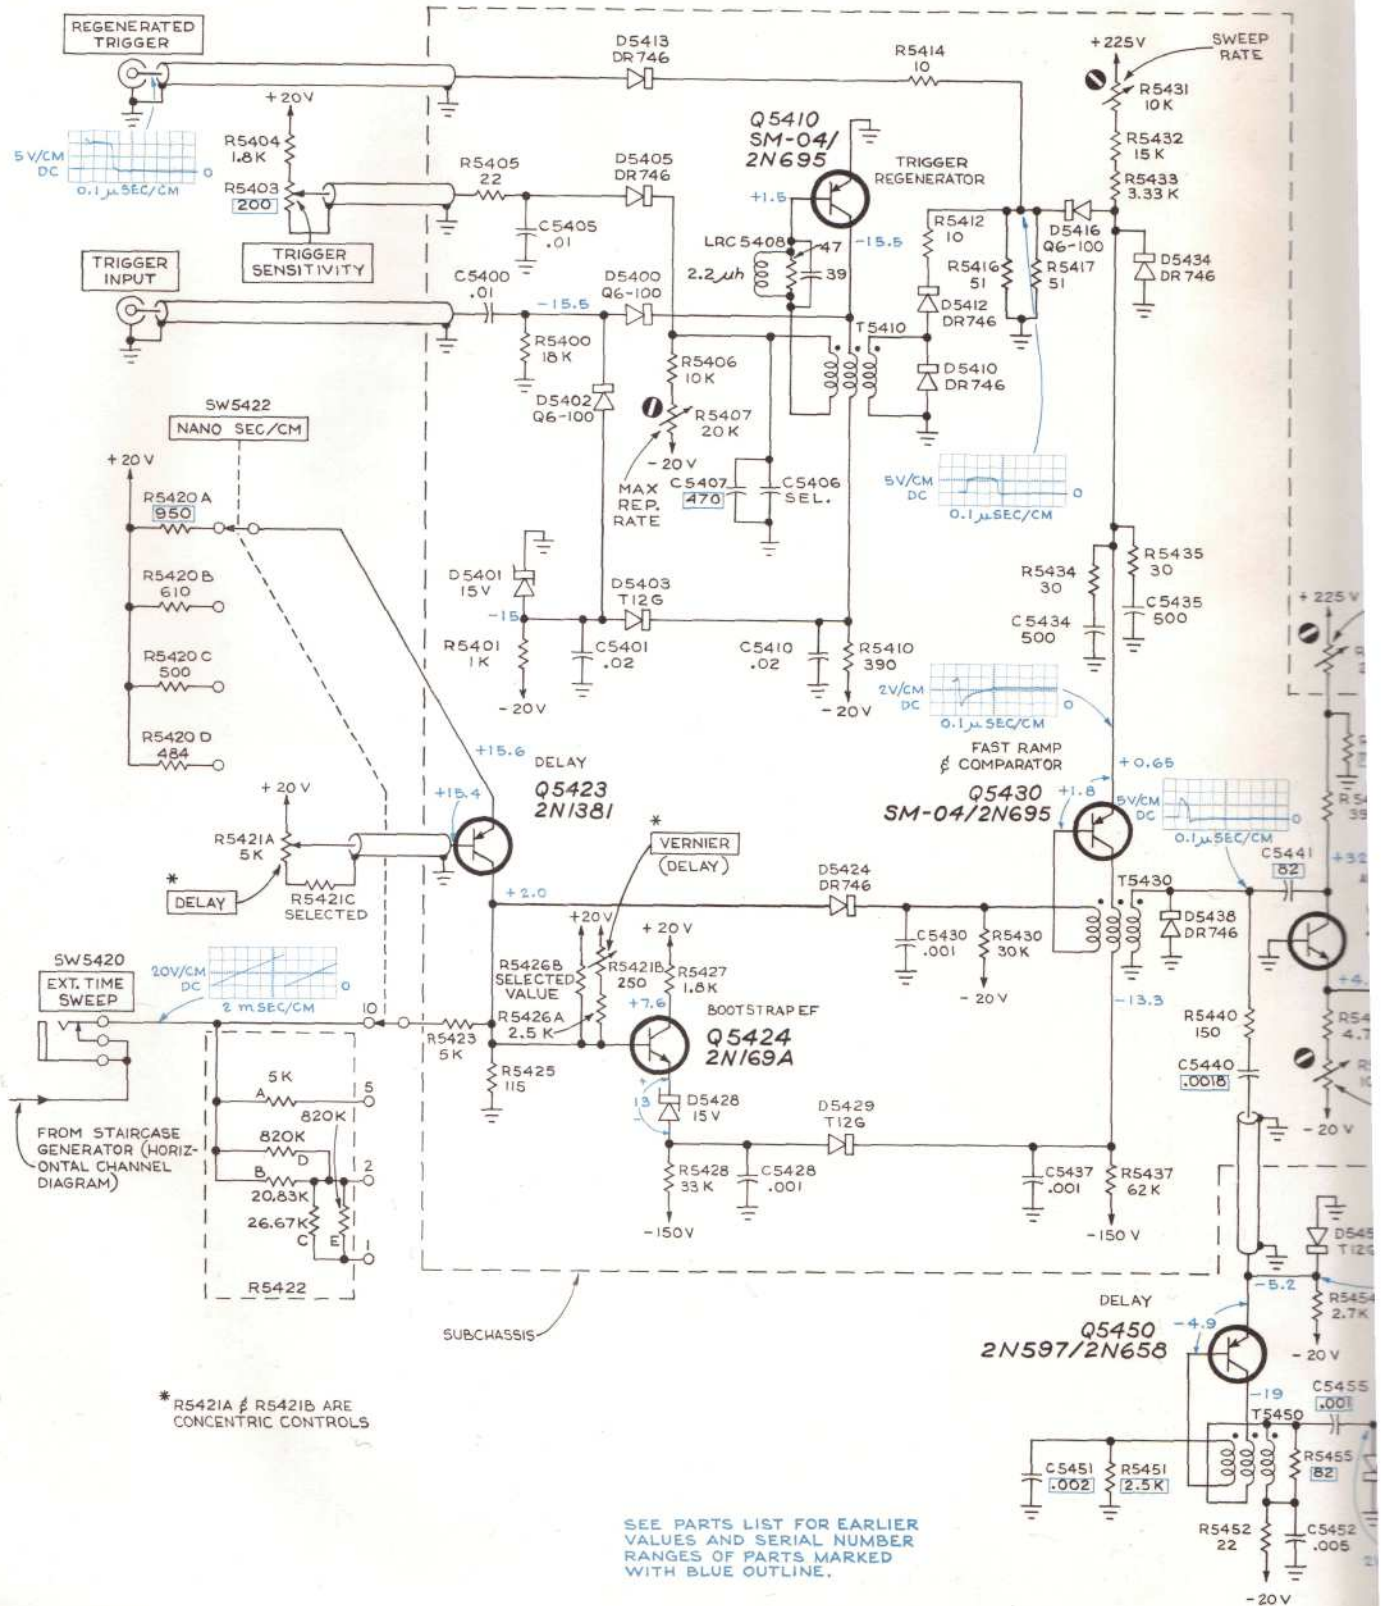 REGENERATED
TRIGGER
5 V/CM
DC
0
0.1 µSEC/CM
+20V
R5404
1.8K
R5403
200
TRIGGER
SENSITIVITY
TRIGGER
INPUT
D5413
DR746
R5414
10
+225V
SWEEP
RATE
R5431
10K
R5432
15 K
R5433
3.33 K
Q5410
SM-04/
2N695
TRIGGER
REGENERATOR
R5405
22
D5405
DR746
C5405
.01
+1.5
-15.5
LRC5408
47
2.2 µh
39
R5412
10
D5416
Q6-100
R5416
51
R5417
51
D5434
DR746
C5400
.01
-15.5
D5400
Q6-100
R5400
18K
D5402
Q6-100
R5406
10K
R5407
20K
-20V
MAX
REP.
RATE
T5410
D5412
DR746
D5410
DR746
C5407
470
C5406
SEL.
5V/CM
DC
0
0.1 µSEC/CM
SW5422
NANO SEC/CM
+20V
R5420A
950
R5420B
610
R5420C
500
R5420D
484
D5401
15V
-15
R5401
1K
-20V
C5401
.02
D5403
T12G
C5410
.02
R5410
390
-20V
R5434
30
C5434
500
R5435
30
C5435
500
+225V
2V/CM
DC
0
0.1 µSEC/CM
FAST RAMP
& COMPARATOR
Q5430
SM-04/2N695
+1.8
+0.65
5V/CM
DC
0
0.1µSEC/CM
C5441
82
+32
+15.6
DELAY
Q5423
2N1381
+15.4
+20V
R5421A
5K
*
DELAY
R5421C
SELECTED
*
VERNIER
(DELAY)
+2.0
D5424
DR746
C5430
.001
R5430
30K
-20V
T5430
D5438
DR746
-13.3
R5440
150
C5440
.0018
-20V
SW5420
EXT. TIME
SWEEP
20V/CM
DC
0
2 mSEC/CM
10
R5423
5K
R5425
115
+20V
R5426B
SELECTED
VALUE
R5421B
250
R5426A
2.5 K
+20V
R5427
1.8K
+7.6
BOOTSTRAP EF
Q5424
2N169A
+
13
-
D5428
15V
R5428
33K
-150V
C5428
.001
D5429
T12G
C5437
.001
R5437
62K
-150V
FROM STAIRCASE
GENERATOR (HORIZ-
ONTAL CHANNEL
DIAGRAM)
5K
A
5
820K
820K
D
B
2
20.83K
26.67K
C
E
1
R5422
SUBCHASSIS
T12G
-5.2
R5454
2.7K
-20V
DELAY
Q5450
2N597/2N658
-4.9
-19
T5450
C5455
.001
R5455
82
C5451
.002
R5451
2.5K
R5452
22
C5452
.005
-20V
* R5421A & R5421B ARE
CONCENTRIC CONTROLS
SEE PARTS LIST FOR EARLIER
VALUES AND SERIAL NUMBER
RANGES OF PARTS MARKED
WITH BLUE OUTLINE.